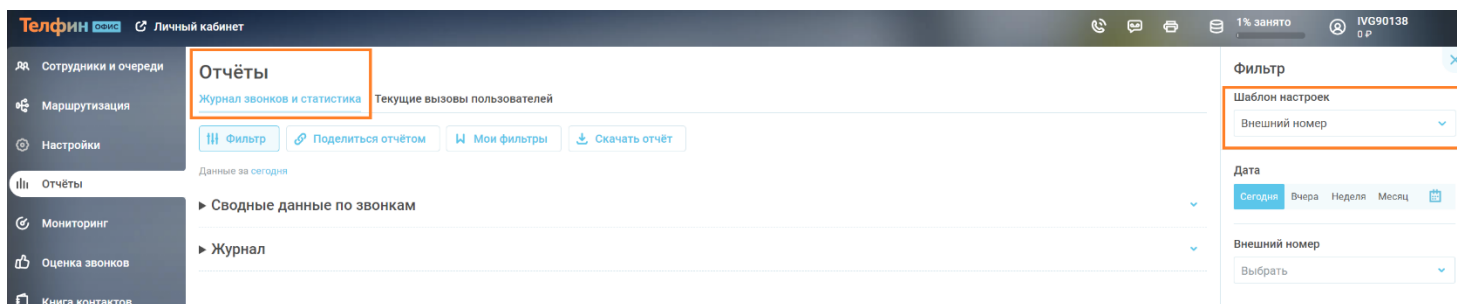 Телфин ОФИС Личный кабинет
1% занято
IVG90138
0 ₽
Сотрудники и очереди
Маршрутизация
Настройки
Отчёты
Мониторинг
Оценка звонков
Книга контактов
Отчёты
Журнал звонков и статистика Текущие вызовы пользователей
Фильтр Поделиться отчётом Мои фильтры Скачать отчёт
Данные за сегодня
Сводные данные по звонкам
Журнал
Фильтр
Шаблон настроек
Внешний номер
Дата
Сегодня Вчера Неделя Месяц
Внешний номер
Выбрать